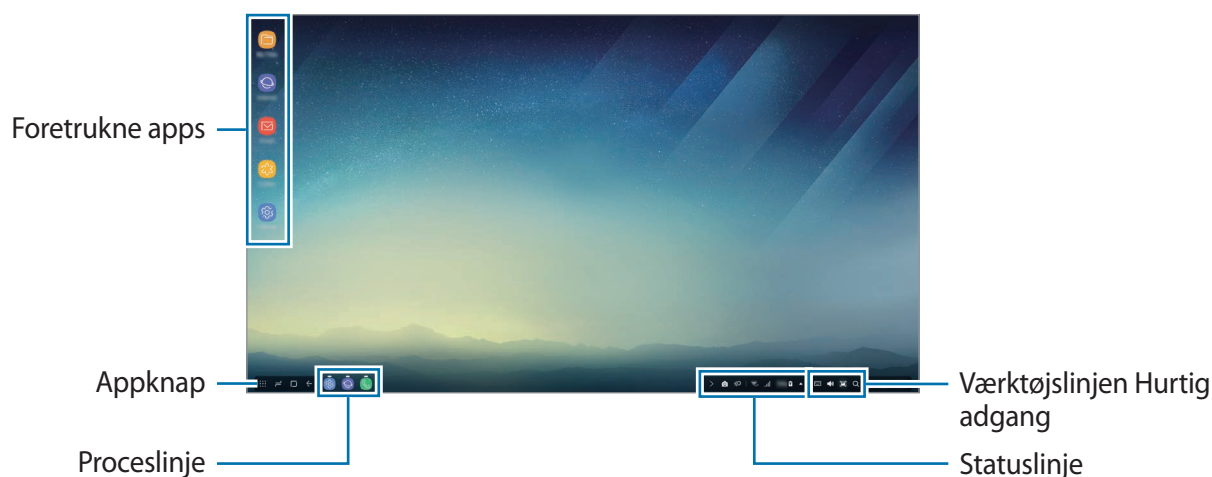 Foretrukne apps
Appknap
Proceslinje
Værktøjslinjen Hurtig
adgang
Statuslinje